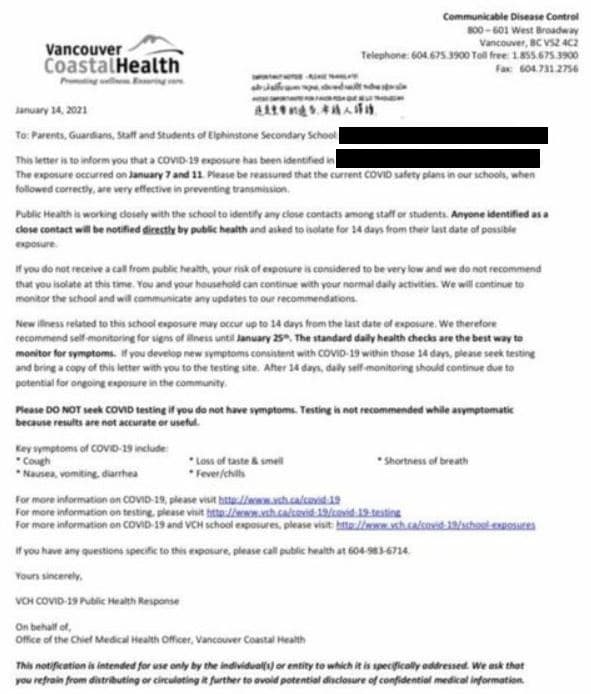 Communicable Disease Control
800 – 601 West Broadway
Vancouver, BC V5Z 4C2
Telephone: 604.675.3900 Toll free: 1.855.675.3900
Fax: 604.731.2756
Vancouver
CoastalHealth
Promoting wellness. Ensuring care.
IMPORTANT NOTICE - PLEASE TRANSLATE
January 14, 2021
To: Parents, Guardians, Staff and Students of Elphinstone Secondary School
This letter is to inform you that a COVID-19 exposure has been identified in
The exposure occurred on January 7 and 11. Please be reassured that the current COVID safety plans in our schools, when
followed correctly, are very effective in preventing transmission.
Public Health is working closely with the school to identify any close contacts among staff or students. Anyone identified as a
close contact will be notified directly by public health and asked to isolate for 14 days from their last date of possible
exposure.
If you do not receive a call from public health, your risk of exposure is considered to be very low and we do not recommend
that you isolate at this time. You and your household can continue with your normal daily activities. We will continue to
monitor the school and will communicate any updates to our recommendations.
New illness related to this school exposure may occur up to 14 days from the last date of exposure. We therefore
recommend self-monitoring for signs of illness until January 25th. The standard daily health checks are the best way to
monitor for symptoms. If you develop new symptoms consistent with COVID-19 within those 14 days, please seek testing
and bring a copy of this letter with you to the testing site. After 14 days, daily self-monitoring should continue due to
potential for ongoing exposure in the community.
Please DO NOT seek COVID testing if you do not have symptoms. Testing is not recommended while asymptomatic
because results are not accurate or useful.
Key symptoms of COVID-19 include:
* Cough * Loss of taste & smell * Shortness of breath
* Nausea, vomiting, diarrhea * Fever/chills
For more information on COVID-19, please visit http://www.vch.ca/covid-19
For more information on testing, please visit http://www.vch.ca/covid-19/covid-19-testing
For more information on COVID-19 and VCH school exposures, please visit: http://www.vch.ca/covid-19/school-exposures
If you have any questions specific to this exposure, please call public health at 604-983-6714.
Yours sincerely,
VCH COVID-19 Public Health Response
On behalf of,
Office of the Chief Medical Health Officer, Vancouver Coastal Health
This notification is intended for use only by the individual(s) or entity to which it is specifically addressed. We ask that
you refrain from distributing or circulating it further to avoid potential disclosure of confidential medical information.